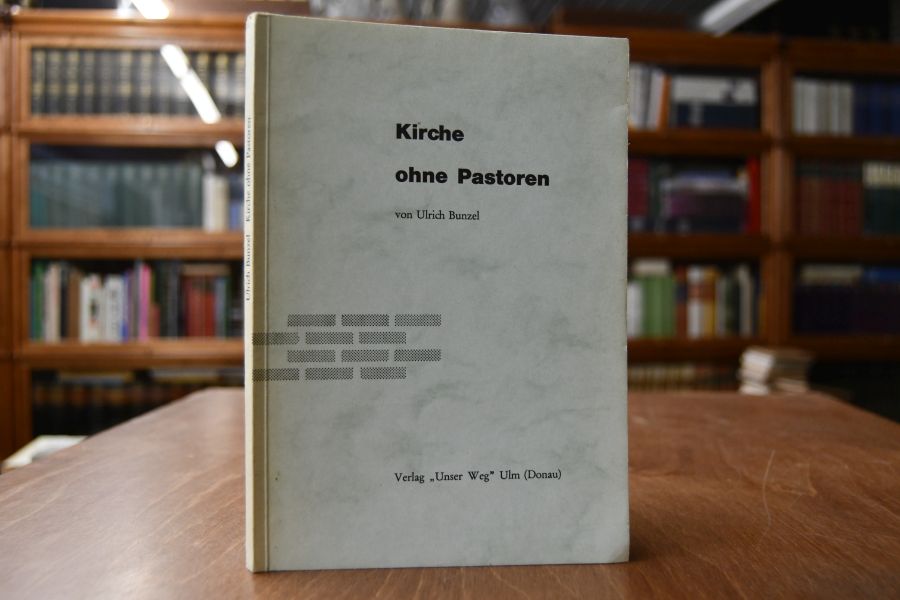 Kirche
ohne Pastoren
von Ulrich Bunzel
Verlag „Unser Weg” Ulm (Donau)
Ulrich Bunzel Kirche ohne Pastoren